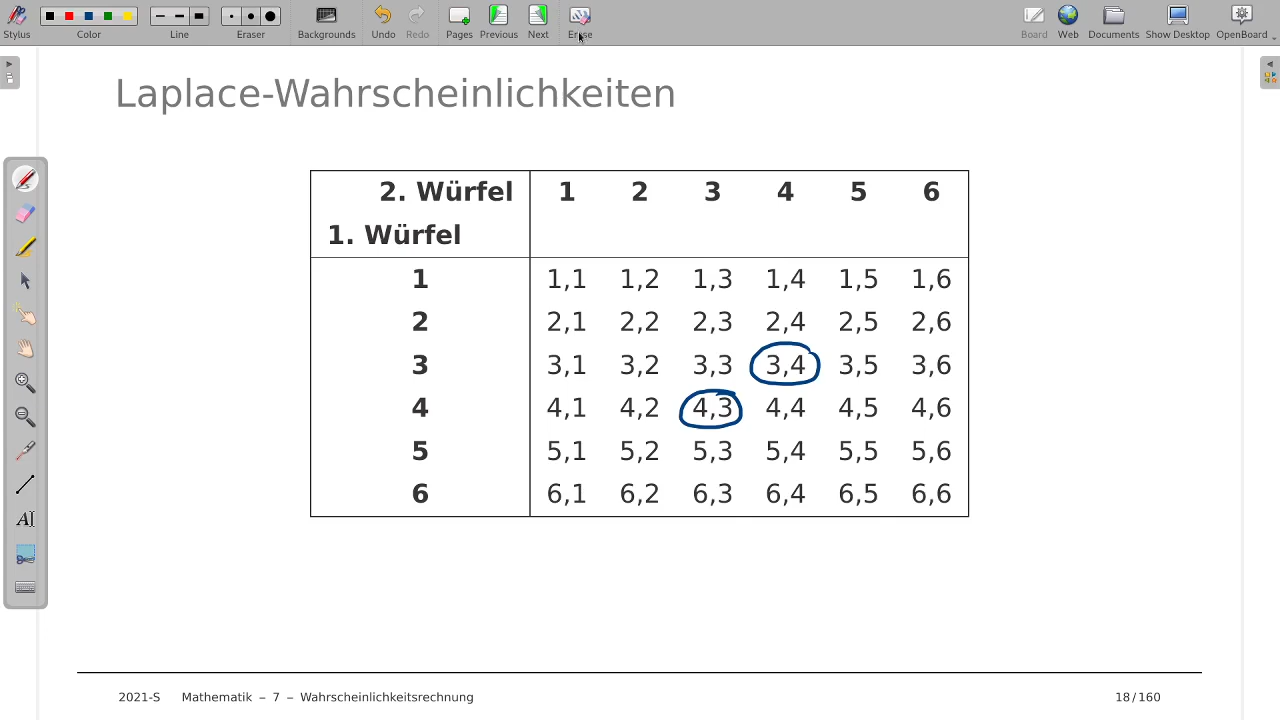 Stylus Color Line Eraser Backgrounds Undo Redo Pages Previous Next Erase Board Web Documents Show Desktop OpenBoard
Laplace-Wahrscheinlichkeiten
2. Würfel 1 2 3 4 5 6
1. Würfel
1 1,1 1,2 1,3 1,4 1,5 1,6
2 2,1 2,2 2,3 2,4 2,5 2,6
3 3,1 3,2 3,3 3,4 3,5 3,6
4 4,1 4,2 4,3 4,4 4,5 4,6
5 5,1 5,2 5,3 5,4 5,5 5,6
6 6,1 6,2 6,3 6,4 6,5 6,6
2021-S Mathematik – 7 – Wahrscheinlichkeitsrechnung 18/160